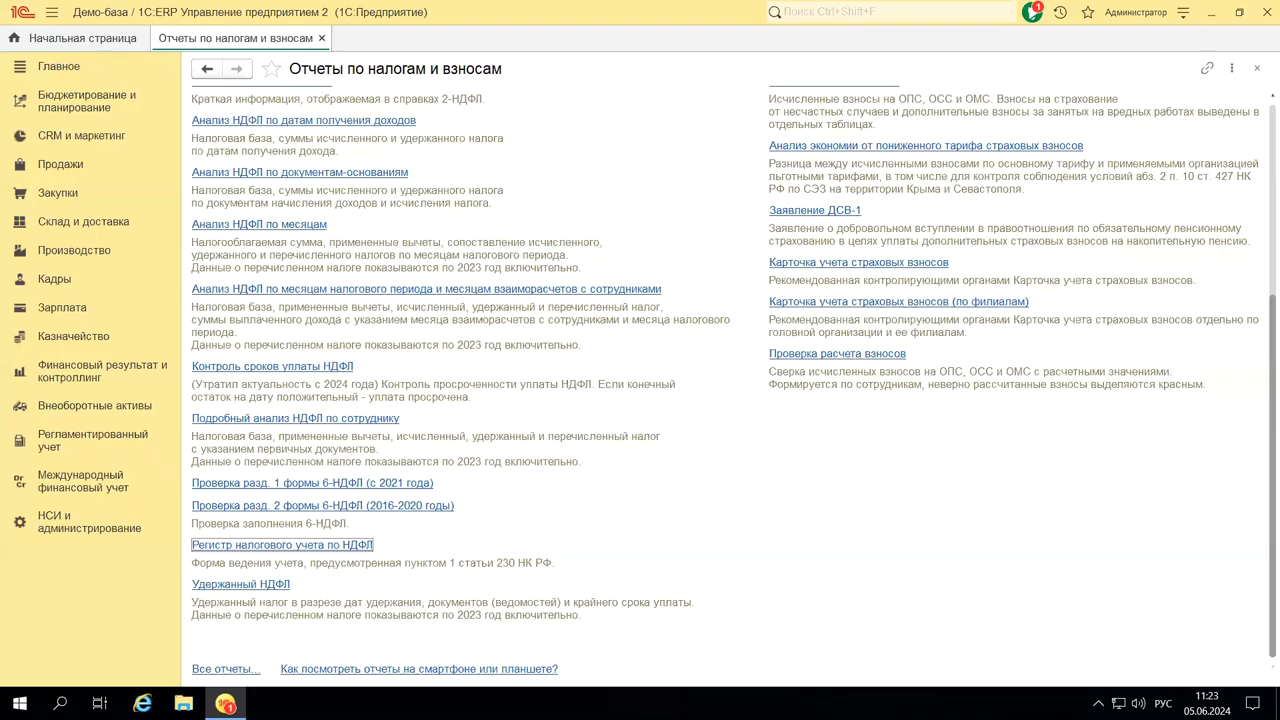 Демо-база / 1С:ERP Управление предприятием 2 (1С:Предприятие)
Поиск Ctrl+Shift+F
1
Администратор
Начальная страница
Отчеты по налогам и взносам
Главное
Бюджетирование и
планирование
CRM и маркетинг
Продажи
Закупки
Склад и доставка
Производство
Кадры
Зарплата
Казначейство
Финансовый результат и
контроллинг
Внеоборотные активы
Регламентированный
учет
Международный
финансовый учет
НСИ и
администрирование
Отчеты по налогам и взносам
Краткая информация, отображаемая в справках 2-НДФЛ.
Анализ НДФЛ по датам получения доходов
Налоговая база, суммы исчисленного и удержанного налога
по датам получения дохода.
Анализ НДФЛ по документам-основаниям
Налоговая база, суммы исчисленного и удержанного налога
по документам начисления доходов и исчисления налога.
Анализ НДФЛ по месяцам
Налогооблагаемая сумма, примененные вычеты, сопоставление исчисленного,
удержанного и перечисленного налогов по месяцам налогового периода.
Данные о перечисленном налоге показываются по 2023 год включительно.
Анализ НДФЛ по месяцам налогового периода и месяцам взаиморасчетов с сотрудниками
Налоговая база, примененные вычеты, исчисленный, удержанный и перечисленный налог,
суммы выплаченного дохода с указанием месяца взаиморасчетов с сотрудниками и месяца налогового
периода.
Данные о перечисленном налоге показываются по 2023 год включительно.
Контроль сроков уплаты НДФЛ
(Утратил актуальность с 2024 года) Контроль просроченности уплаты НДФЛ. Если конечный
остаток на дату положительный - уплата просрочена.
Подробный анализ НДФЛ по сотруднику
Налоговая база, примененные вычеты, исчисленный, удержанный и перечисленный налог
с указанием первичных документов.
Данные о перечисленном налоге показываются по 2023 год включительно.
Проверка разд. 1 формы 6-НДФЛ (с 2021 года)
Проверка разд. 2 формы 6-НДФЛ (2016-2020 годы)
Проверка заполнения 6-НДФЛ.
Регистр налогового учета по НДФЛ
Форма ведения учета, предусмотренная пунктом 1 статьи 230 НК РФ.
Удержанный НДФЛ
Удержанный налог в разрезе дат удержания, документов (ведомостей) и крайнего срока уплаты.
Данные о перечисленном налоге показываются по 2023 год включительно.
Все отчеты...
Как посмотреть отчеты на смартфоне или планшете?
Исчисленные взносы на ОПС, ОСС и ОМС. Взносы на страхование
от несчастных случаев и дополнительные взносы за занятых на вредных работах выведены в
отдельных таблицах.
Анализ экономии от пониженного тарифа страховых взносов
Разница между исчисленными взносами по основному тарифу и применяемыми организацией
льготными тарифами, в том числе для контроля соблюдения условий абз. 2 п. 10 ст. 427 НК
РФ по СЭЗ на территории Крыма и Севастополя.
Заявление ДСВ-1
Заявление о добровольном вступлении в правоотношения по обязательному пенсионному
страхованию в целях уплаты дополнительных страховых взносов на накопительную пенсию.
Карточка учета страховых взносов
Рекомендованная контролирующими органами Карточка учета страховых взносов.
Карточка учета страховых взносов (по филиалам)
Рекомендованная контролирующими органами Карточка учета страховых взносов отдельно по
головной организации и ее филиалам.
Проверка расчета взносов
Сверка исчисленных взносов на ОПС, ОСС и ОМС с расчетными значениями.
Формируется по сотрудникам, неверно рассчитанные взносы выделяются красным.
1
РУС
11:23
05.06.2024